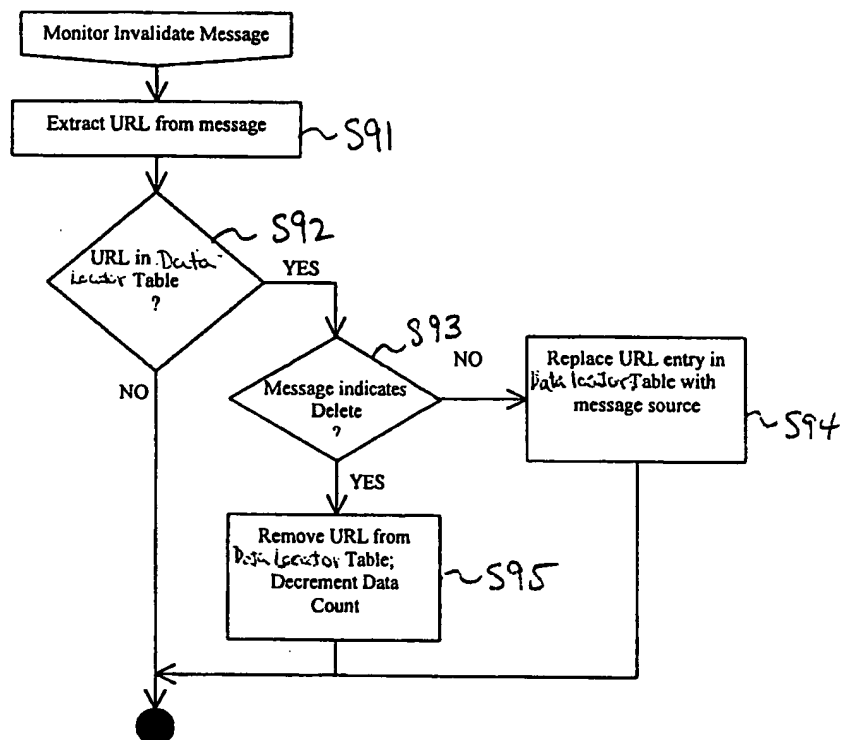 Monitor Invalidate Message
Extract URL from message
S91
S92
URL in Data
Locator Table
?
YES
NO
S93
Message indicates
Delete
?
NO
YES
Replace URL entry in
Data locator Table with
message source
S94
Remove URL from
Data Locator Table;
Decrement Data
Count
S95